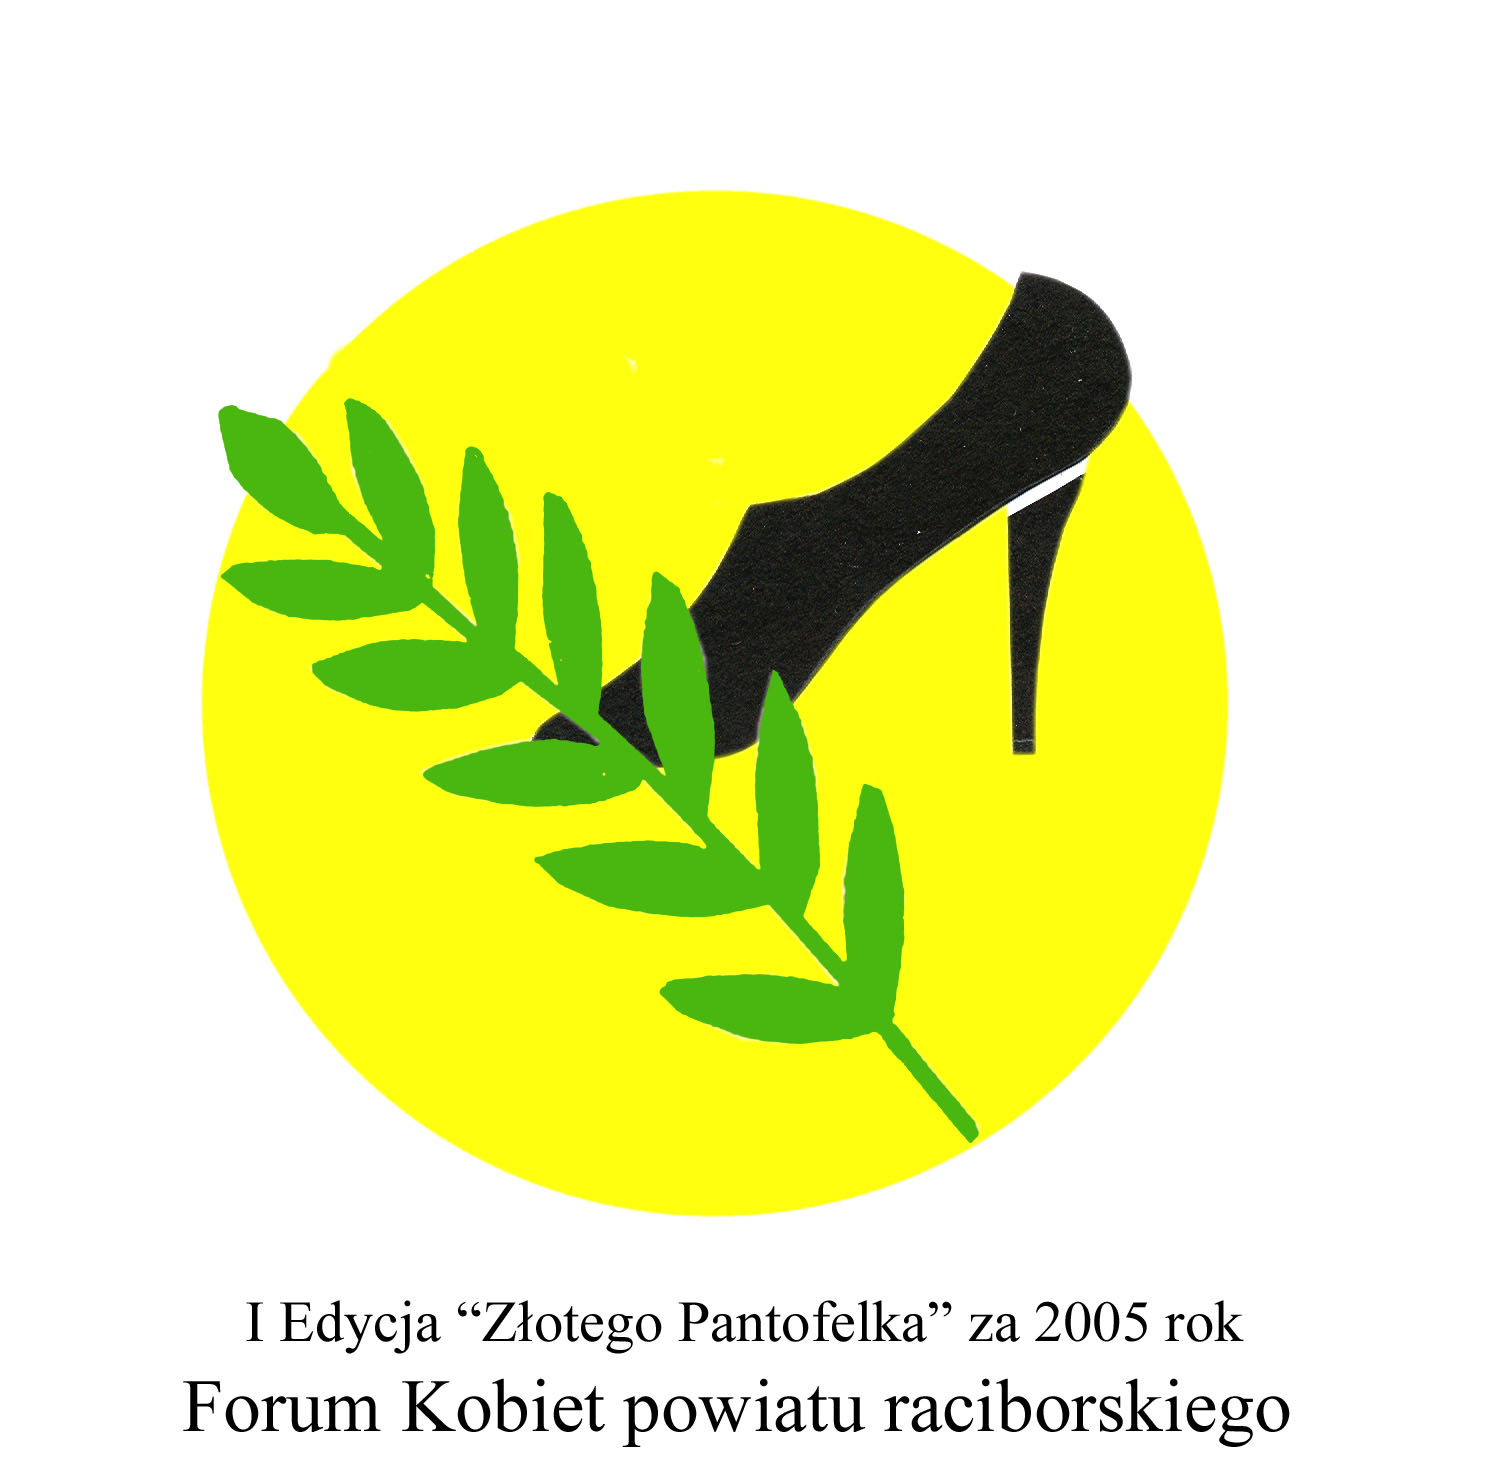 I Edycja “Złotego Pantofelka” za 2005 rok
Forum Kobiet powiatu raciborskiego